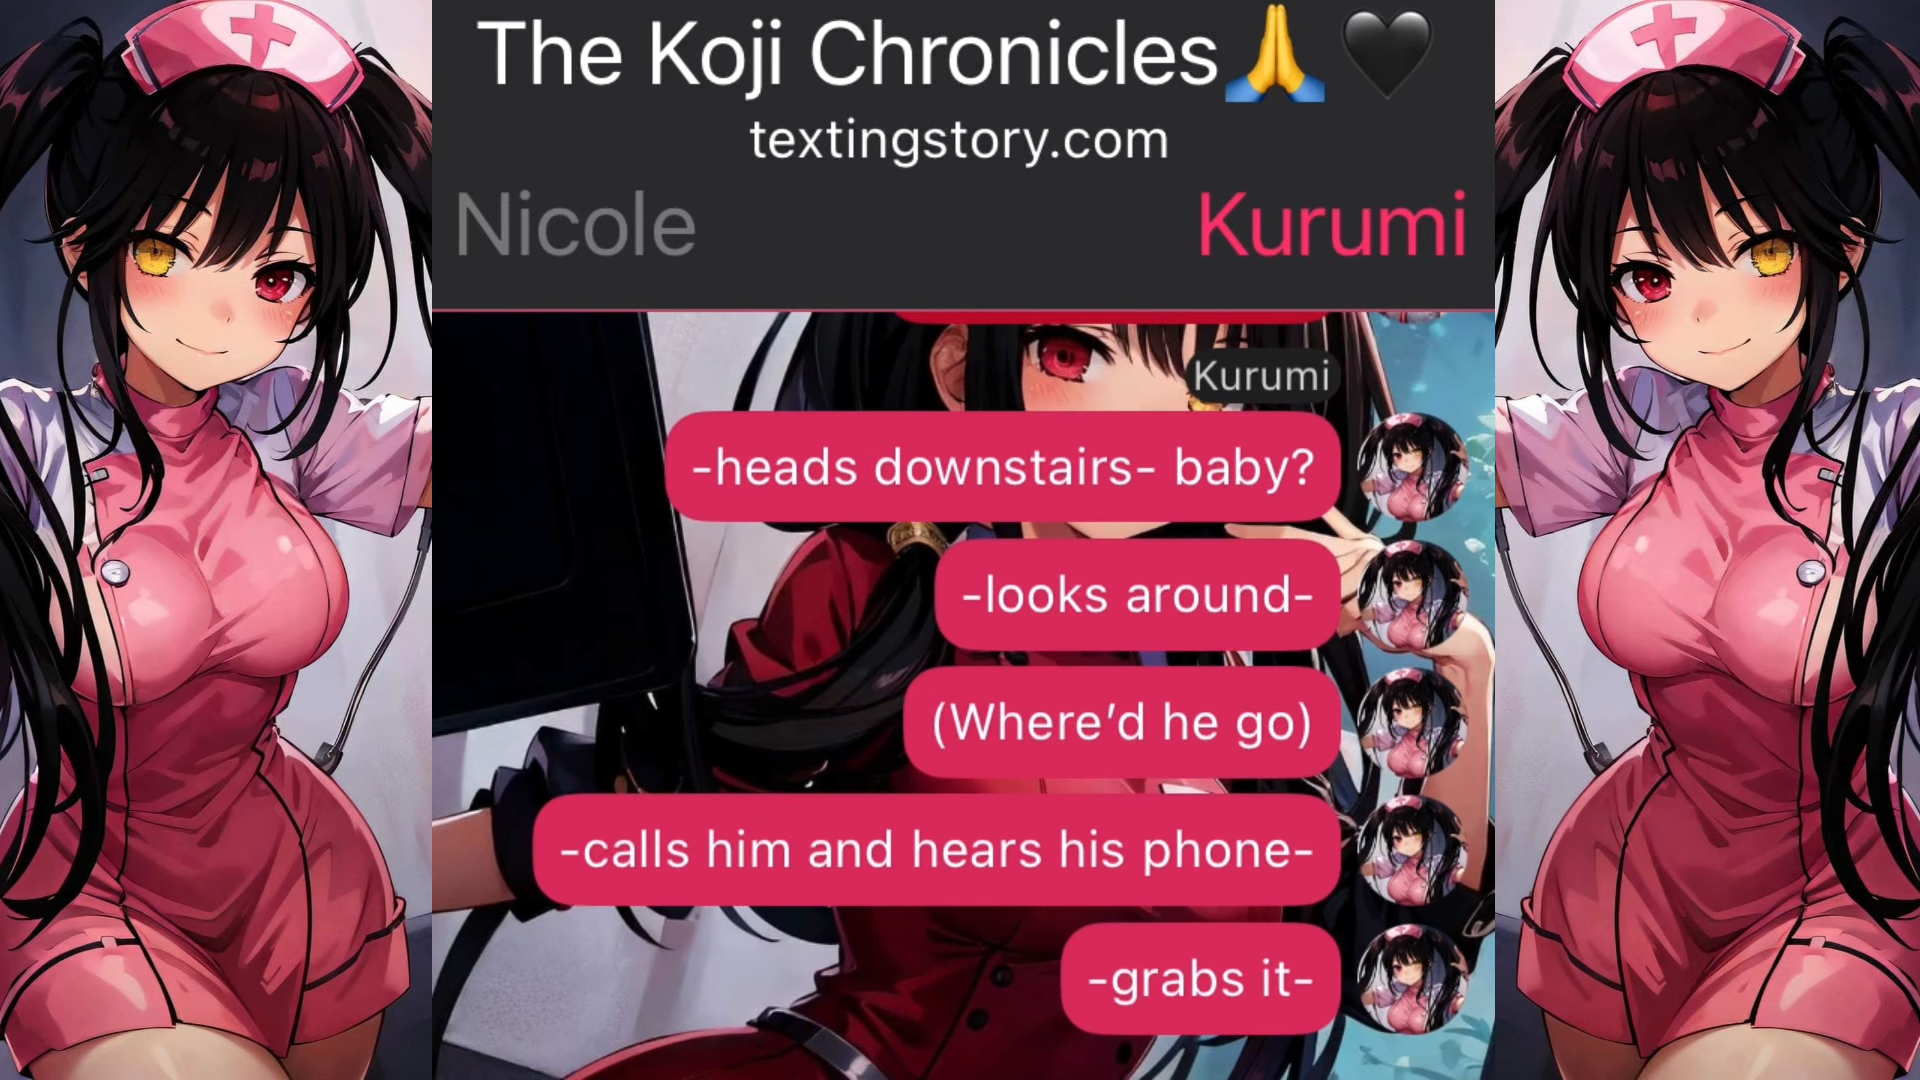 The Koji Chronicles🙏🖤
textingstory.com
Nicole
Kurumi
Kurumi
-heads downstairs- baby?
-looks around-
(Where’d he go)
-calls him and hears his phone-
-grabs it-